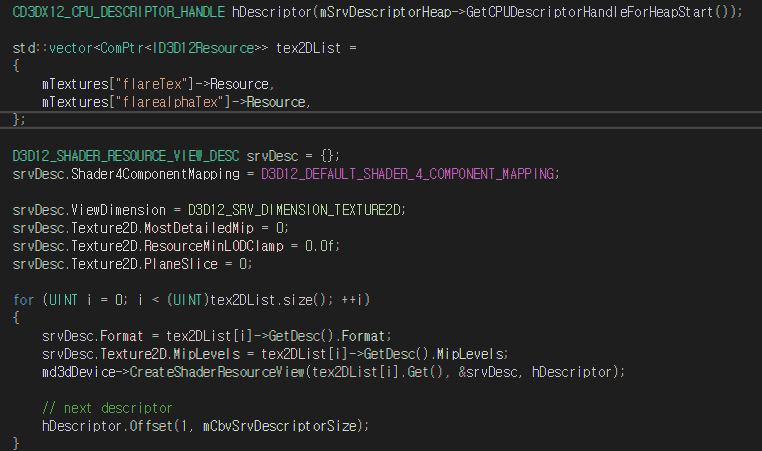 CD3DX12_CPU_DESCRIPTOR_HANDLE hDescriptor(mSrvDescriptorHeap->GetCPUDescriptorHandleForHeapStart());
std::vector<ComPtr<ID3D12Resource>> tex2DList =
{
mTextures["flareTex"]->Resource,
mTextures["flarealphaTex"]->Resource,
};
D3D12_SHADER_RESOURCE_VIEW_DESC srvDesc = {};
srvDesc.Shader4ComponentMapping = D3D12_DEFAULT_SHADER_4_COMPONENT_MAPPING;
srvDesc.ViewDimension = D3D12_SRV_DIMENSION_TEXTURE2D;
srvDesc.Texture2D.MostDetailedMip = 0;
srvDesc.Texture2D.ResourceMinLODClamp = 0.0f;
srvDesc.Texture2D.PlaneSlice = 0;
for (UINT i = 0; i < (UINT)tex2DList.size(); ++i)
{
srvDesc.Format = tex2DList[i]->GetDesc().Format;
srvDesc.Texture2D.MipLevels = tex2DList[i]->GetDesc().MipLevels;
md3dDevice->CreateShaderResourceView(tex2DList[i].Get(), &srvDesc, hDescriptor);
// next descriptor
hDescriptor.Offset(1, mCbvSrvDescriptorSize);
}